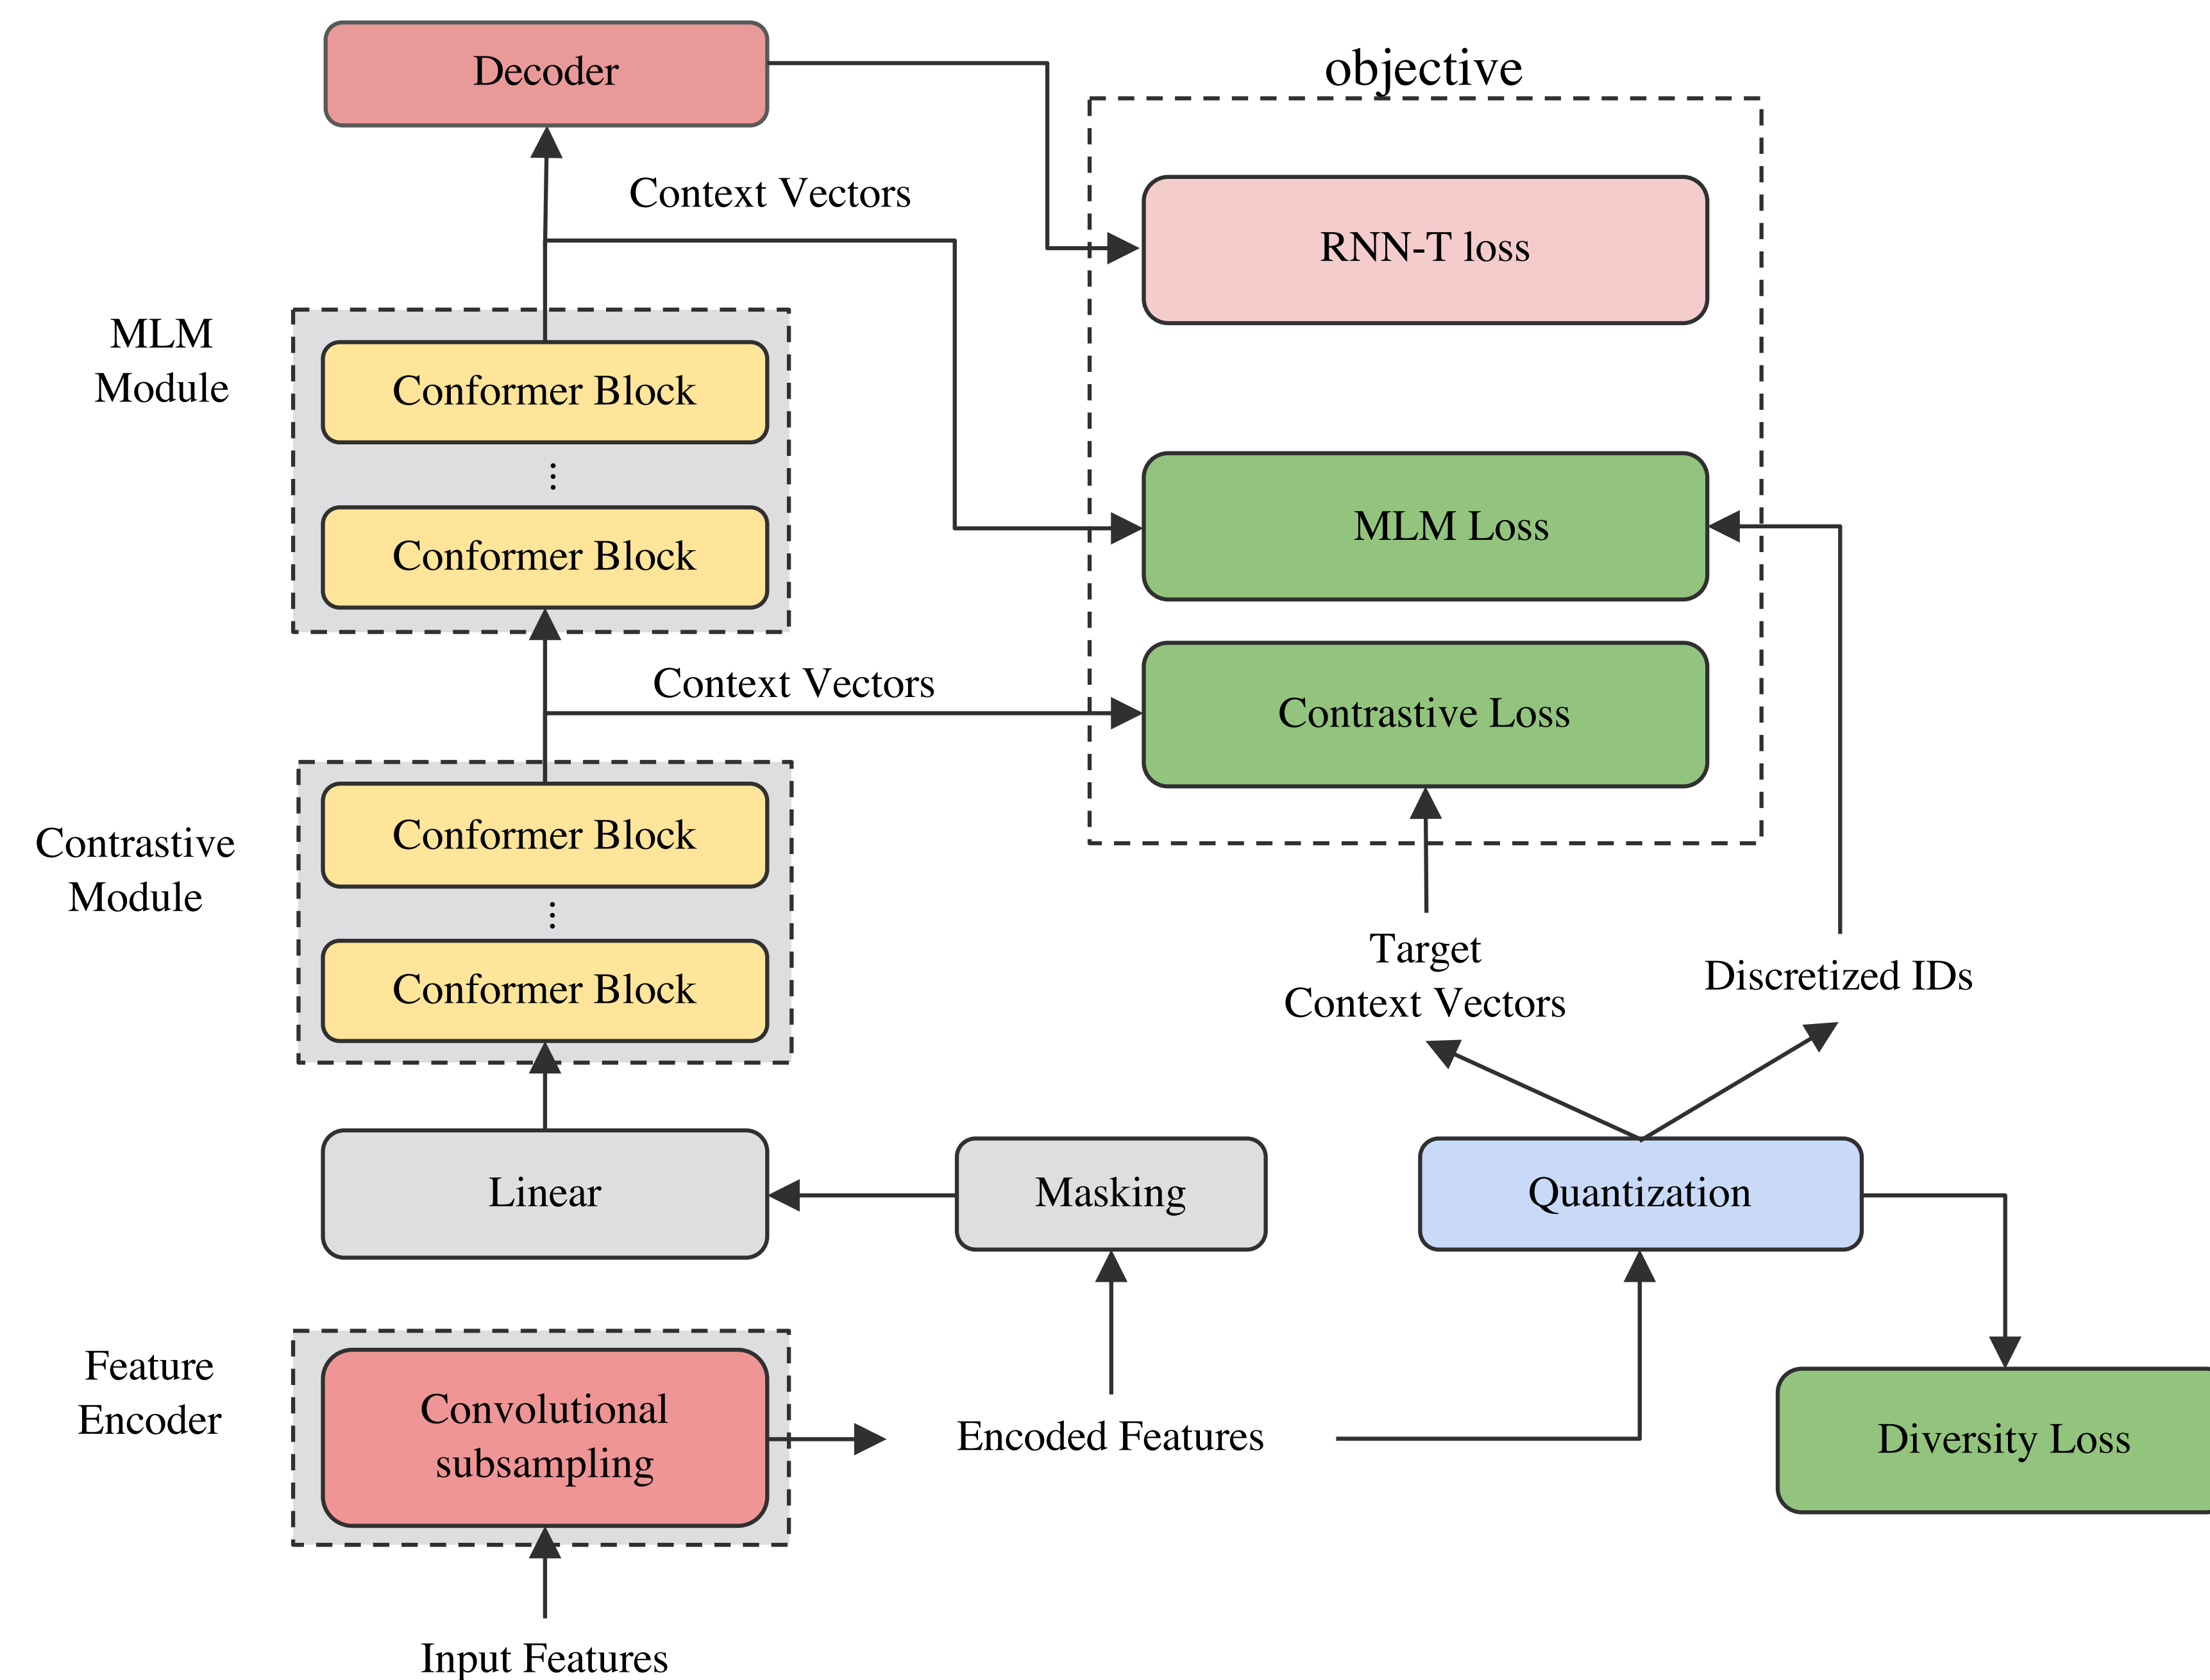 Decoder
objective
Context Vectors
RNN-T loss
MLM
Module
Conformer Block
⋮
Conformer Block
MLM Loss
Context Vectors
Contrastive Loss
Contrastive
Module
Conformer Block
⋮
Conformer Block
Target
Context Vectors
Discretized IDs
Linear
Masking
Quantization
Feature
Encoder
Convolutional
subsampling
Encoded Features
Diversity Loss
Input Features